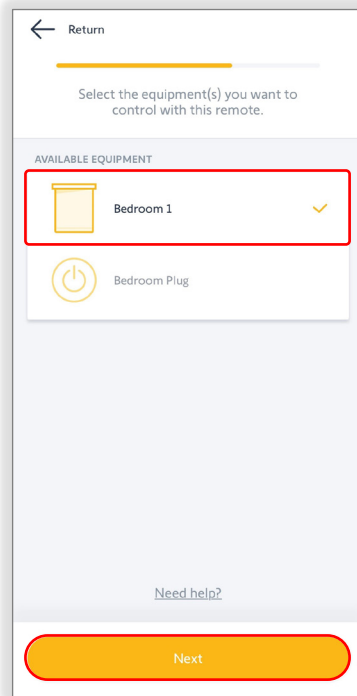 Return
Select the equipment(s) you want to
control with this remote.
AVAILABLE EQUIPMENT
Bedroom 1
Bedroom Plug
Need help?
Next